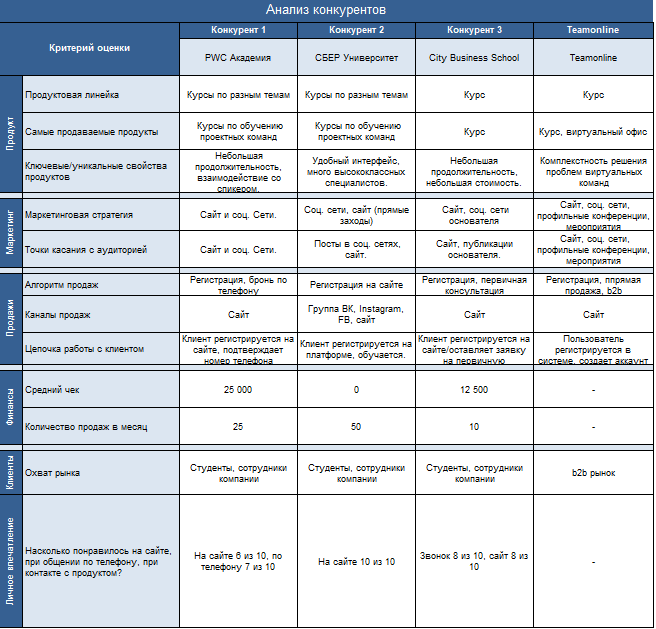 Анализ конкурентов
Критерий оценки
Конкурент 1
Конкурент 2
Конкурент 3
Teamonline
PWC Академия
СБЕР Университет
City Business School
Teamonline
Продукт
Продуктовая линейка
Курсы по разным темам
Курсы по разным темам
Курс
Курс
Самые продаваемые продукты
Курсы по обучению
проектных команд
Курсы по обучению
проектных команд
Курс
Курс, виртуальный офис
Ключевые/уникальные свойства
продуктов
Небольшая
продолжительность,
взаимодействие со
спикером.
Удобный интерфейс,
много высококлассных
специалистов.
Небольшая
продолжительность,
небольшая стоимость.
Комплекстность решения
проблем виртуальных
команд
Маркетинг
Маркетинговая стратегия
Сайт и соц. Сети.
Соц. сети, сайт (прямые
заходы)
Сайт, соц. сети
основателя
Сайт, соц. сети,
профильные конференции,
мероприятия
Точки касания с аудиторией
Сайт и соц. Сети.
Посты в соц. сетях,
сайт.
Сайт, публикации
основателя.
Сайт, соц. сети,
профильные конференции,
мероприятия
Продажи
Алгоритм продаж
Регистрация, бронь по
телефону
Регистрация на сайте
Регистрация, первичная
консультация
Регистрация, ппрямая
продажа, b2b
Каналы продаж
Сайт
Группа ВК, Instagram,
FB, сайт
Сайт
Сайт
Цепочка работы с клиентом
Клиент регистрируется на
сайте, подтверждает
номер телефона
Клиент регистрируется на
платформе, обучается.
Клиент регистрируется на
сайте/оставляет заявку
на первичную
Пользователь
регистрируется в
системе, создает аккаунт
Финансы
Средний чек
25 000
0
12 500
-
Количество продаж в месяц
25
50
10
-
Клиенты
Охват рынка
Студенты, сотрудники
компании
Студенты, сотрудники
компании
Студенты, сотрудники
компании
b2b рынок
Личное впечатление
Насколько понравилось на сайте,
при общении по телефону, при
контакте с продуктом?
На сайте 6 из 10, по
телефону 7 из 10
На сайте 10 из 10
Звонок 8 из 10, сайт 8 из
10
-